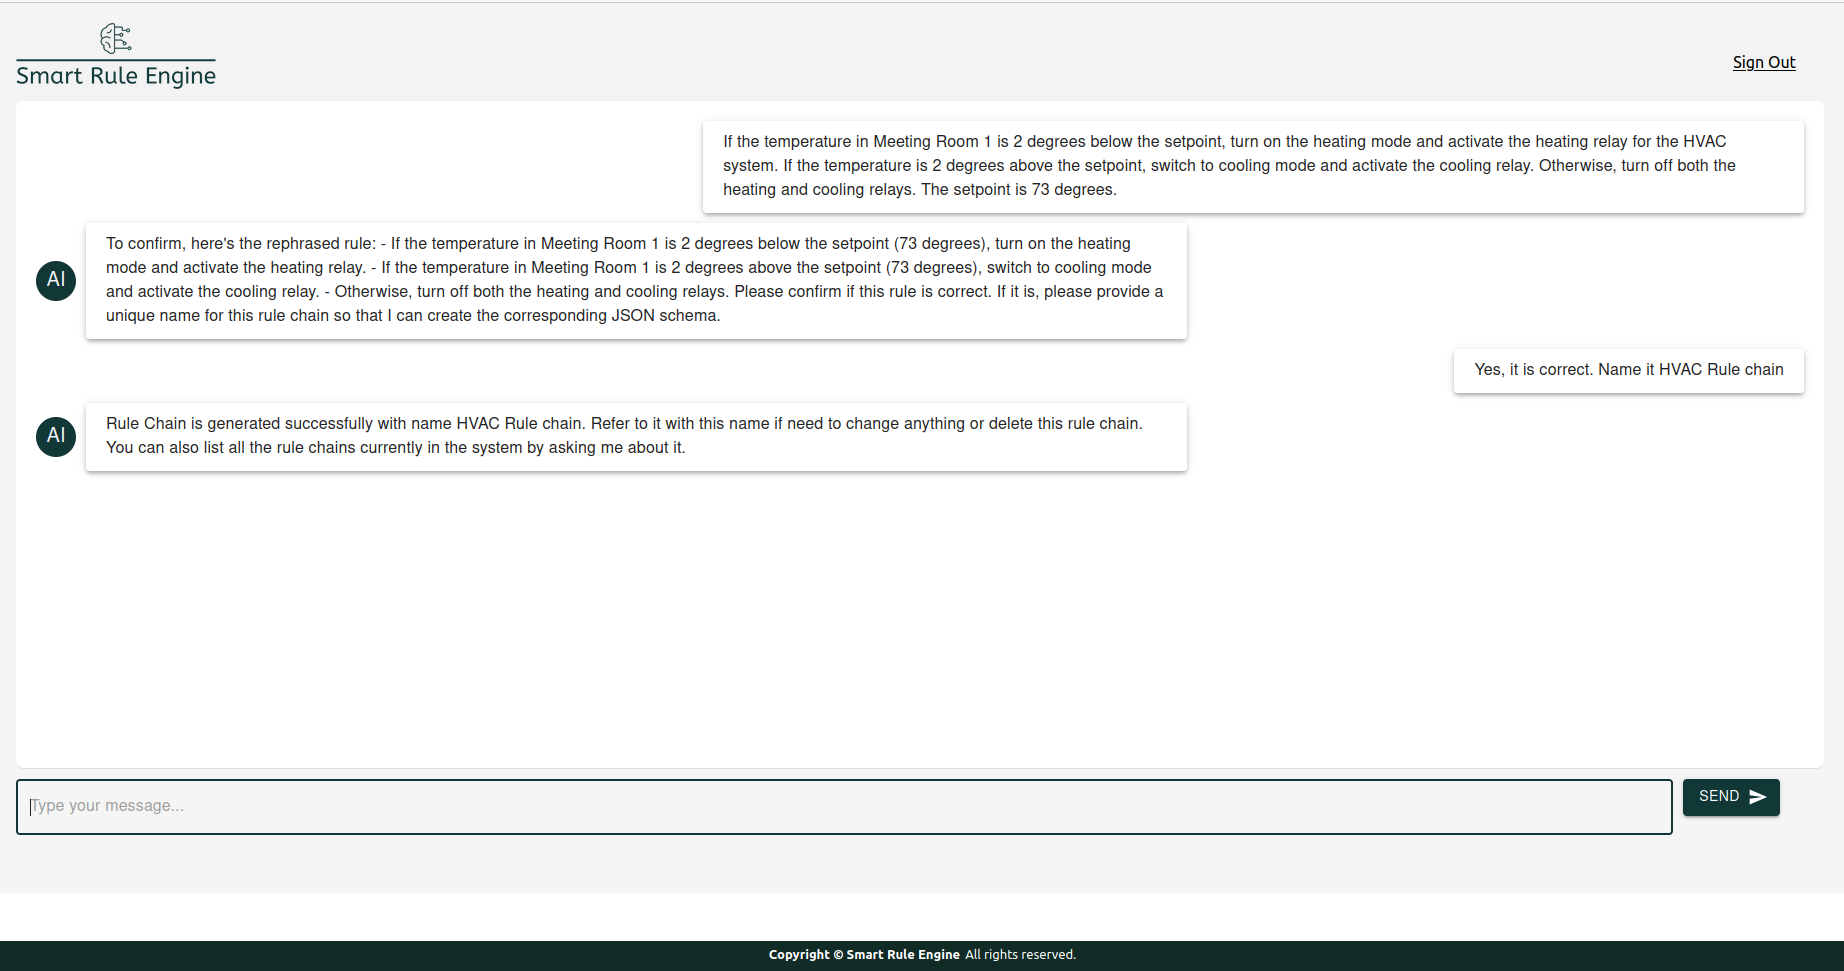 Smart Rule Engine
Sign Out
If the temperature in Meeting Room 1 is 2 degrees below the setpoint, turn on the heating mode and activate the heating relay for the HVAC
system. If the temperature is 2 degrees above the setpoint, switch to cooling mode and activate the cooling relay. Otherwise, turn off both the
heating and cooling relays. The setpoint is 73 degrees.
AI
To confirm, here's the rephrased rule: - If the temperature in Meeting Room 1 is 2 degrees below the setpoint (73 degrees), turn on the heating
mode and activate the heating relay. - If the temperature in Meeting Room 1 is 2 degrees above the setpoint (73 degrees), switch to cooling mode
and activate the cooling relay. - Otherwise, turn off both the heating and cooling relays. Please confirm if this rule is correct. If it is, please provide a
unique name for this rule chain so that I can create the corresponding JSON schema.
Yes, it is correct. Name it HVAC Rule chain
AI
Rule Chain is generated successfully with name HVAC Rule chain. Refer to it with this name if need to change anything or delete this rule chain.
You can also list all the rule chains currently in the system by asking me about it.
Type your message...
SEND
Copyright © Smart Rule Engine All rights reserved.